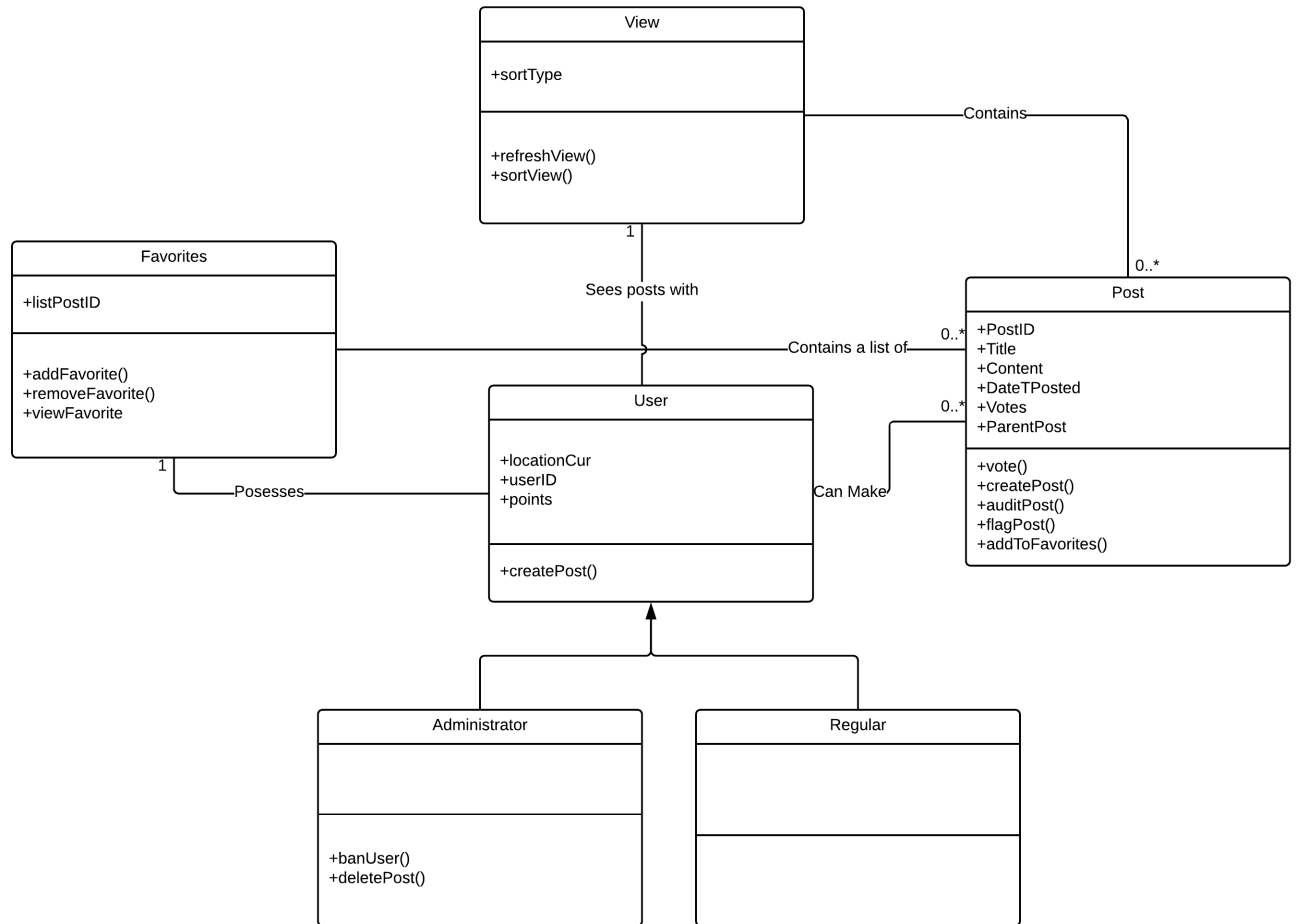 View
+sortType
+refreshView()
+sortView()
Contains
1
0..*
Sees posts with
Favorites
+listPostID
+addFavorite()
+removeFavorite()
+viewFavorite
1
Posesses
Contains a list of
0..*
0..*
Can Make
Post
+PostID
+Title
+Content
+DateTPosted
+Votes
+ParentPost
+vote()
+createPost()
+auditPost()
+flagPost()
+addToFavorites()
User
+locationCur
+userID
+points
+createPost()
Administrator
+banUser()
+deletePost()
Regular